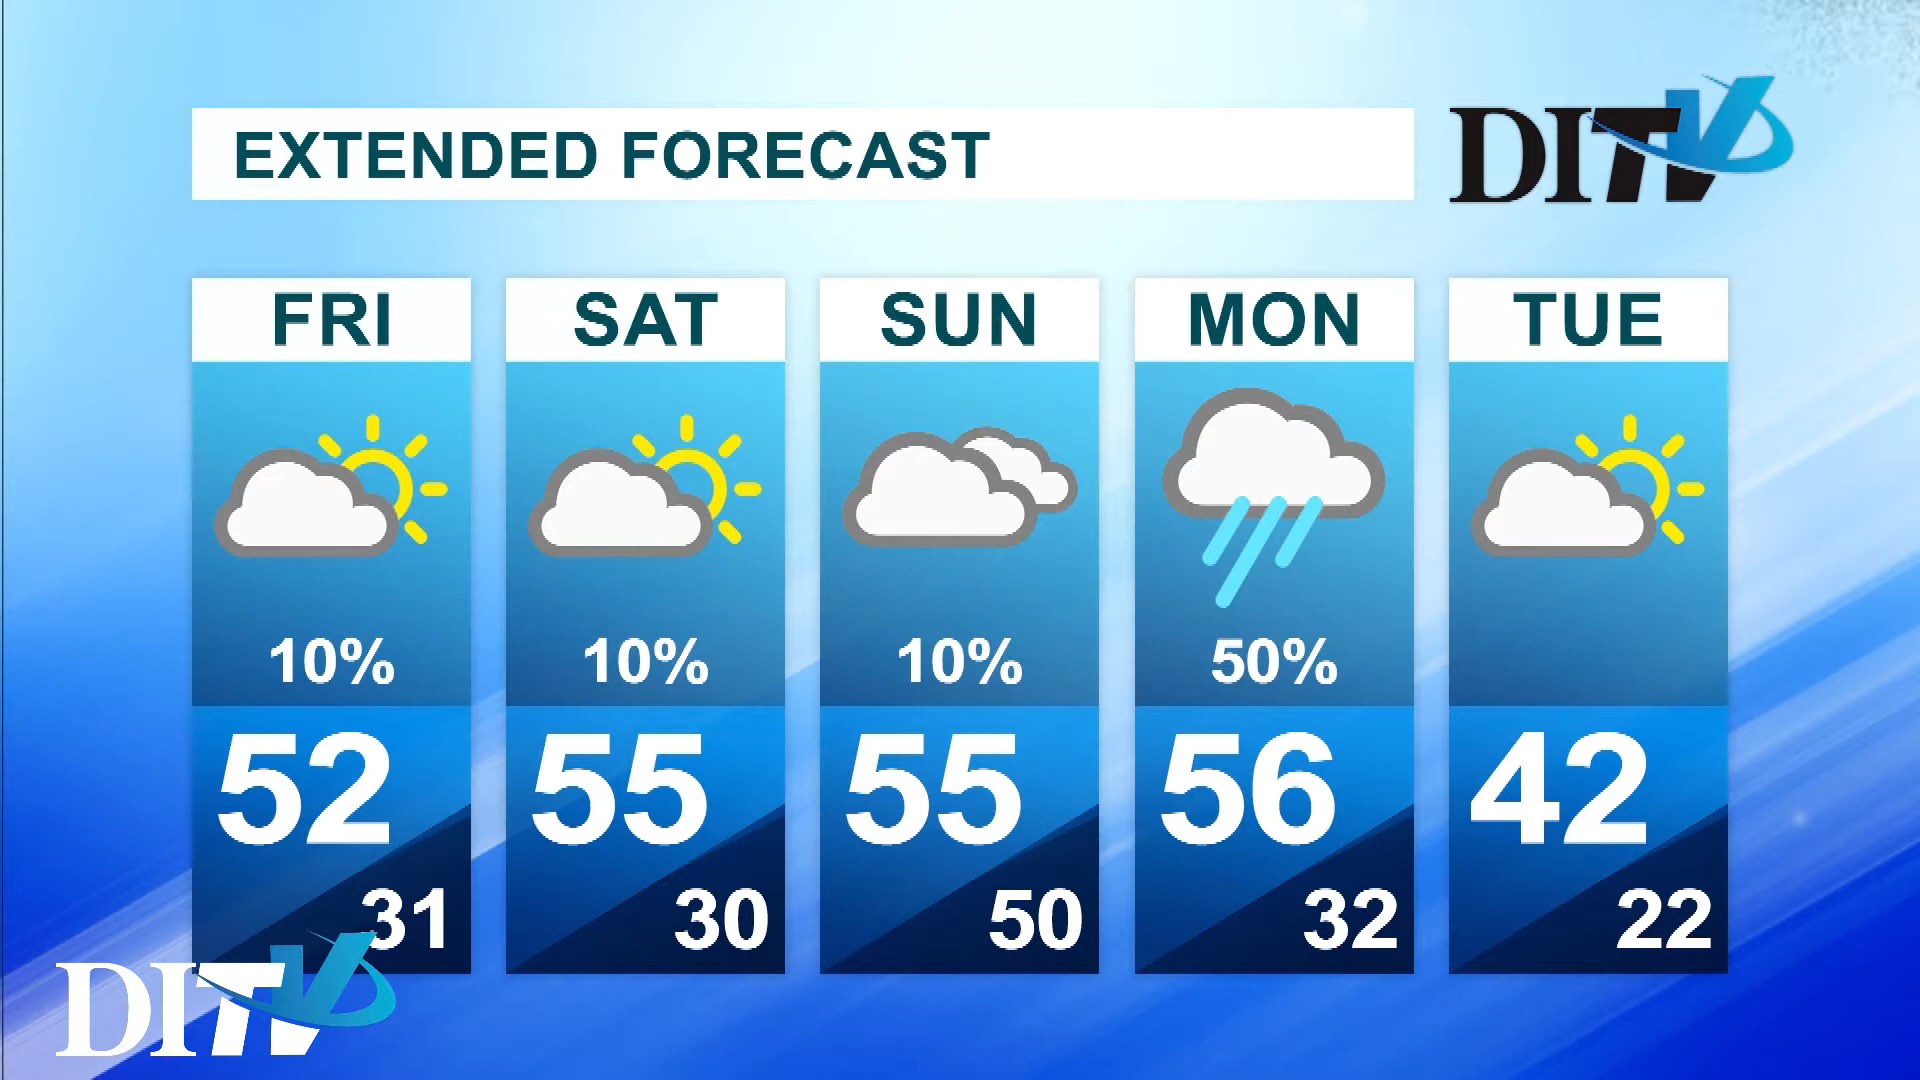 EXTENDED FORECAST
DITV
FRI SAT SUN MON TUE
10% 10% 10% 50%
52 55 55 56 42
31 30 50 32 22
DITV